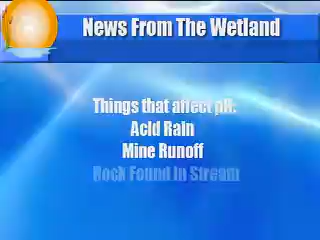 News From The Wetland
Things that affect pH:
Acid Rain
Mine Runoff
Rock Found In Stream